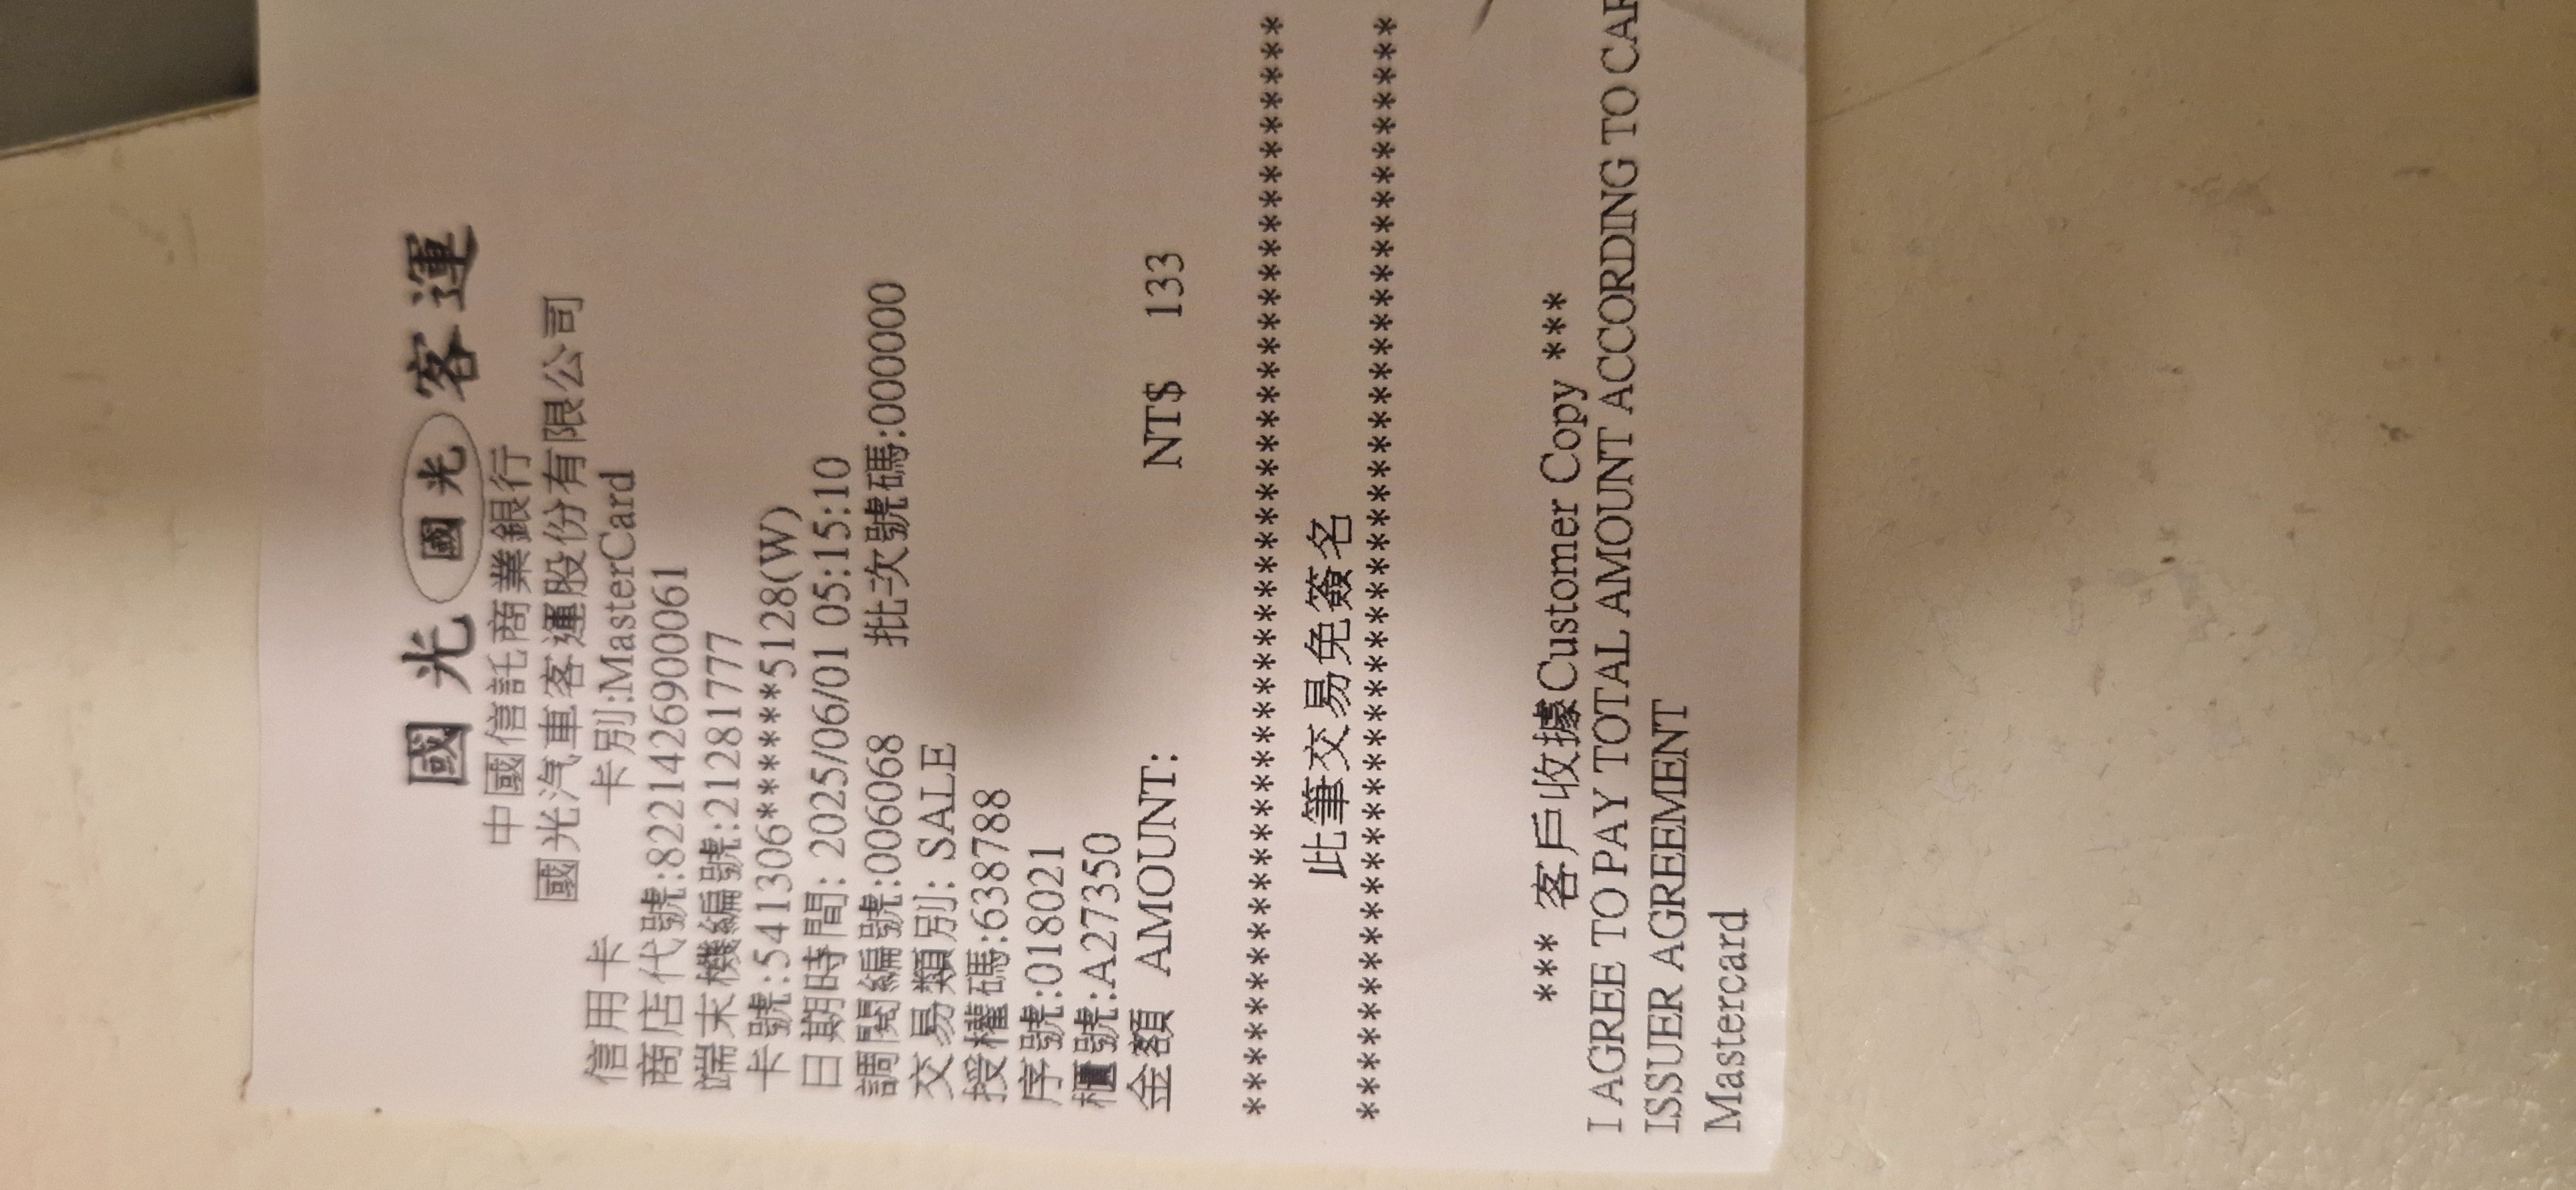 國光 國光 客運
中國信託商業銀行
國光汽車客運股份有限公司
信用卡 卡別:MasterCard
商店代號:8221426900061
端末機編號:21281777
卡號:541306******5128(W)
日期時間: 2025/06/01 05:15:10
調閱編號:006068 批次號碼:000000
交易類別: SALE
授權碼:638788
序號:018021
櫃號:A27350
金額 AMOUNT: NT$ 133
*********************************************
此筆交易免簽名
*********************************************
*** 客戶收據Customer Copy ***
I AGREE TO PAY TOTAL AMOUNT ACCORDING TO
ISSUER AGREEMENT
Mastercard